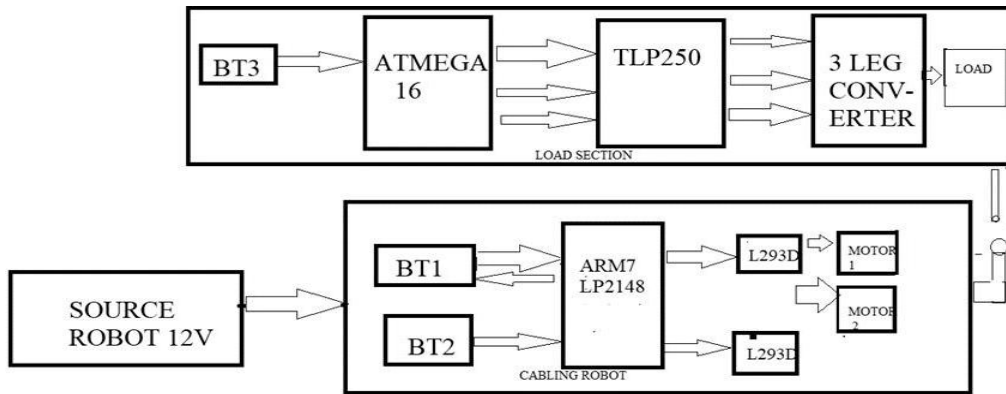 BT3
ATMEGA
16
TLP250
3 LEG
CONV-
ERTER
LOAD
LOAD SECTION
SOURCE
ROBOT 12V
BT1
BT2
ARM7
LP2148
L293D
MOTOR
1
MOTOR
2
L293D
CABLING ROBOT